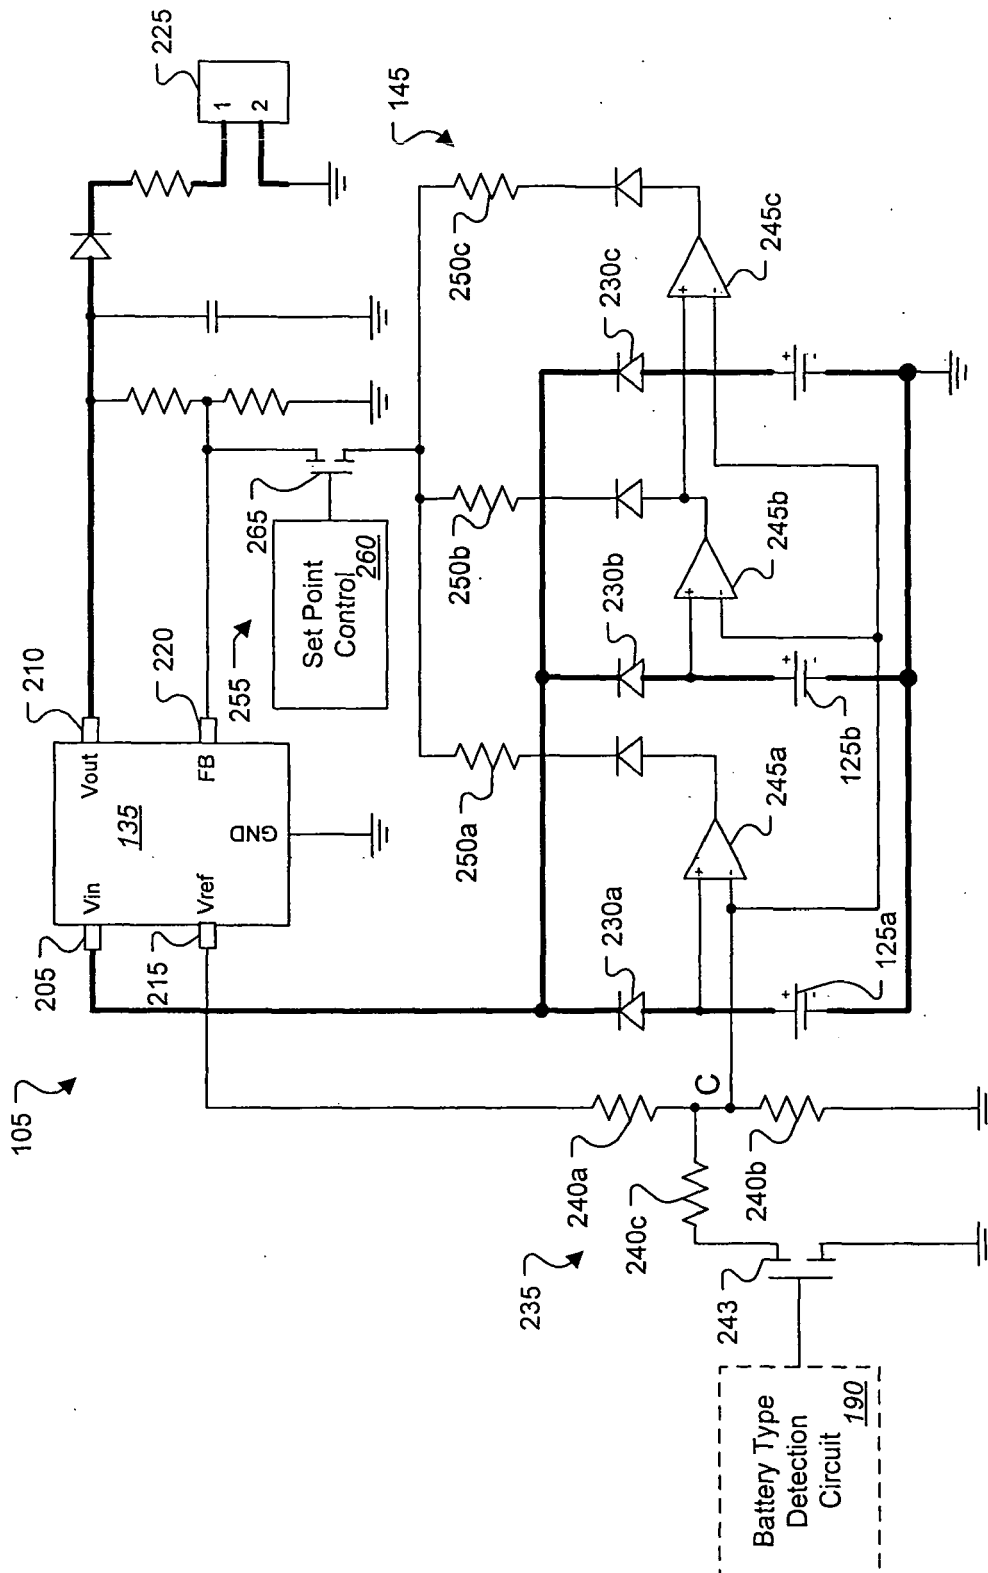 105
205
Vin
Vout
210
135
215
Vref
GND
FB
220
225
1
2
255
Set Point
Control
260
265
145
250a
250b
250c
230a
230b
230c
+
-
+
-
+
-
245a
245b
245c
+
-
125a
+
-
125b
+
-
235
240a
C
240c
240b
243
Battery Type
Detection
Circuit
190